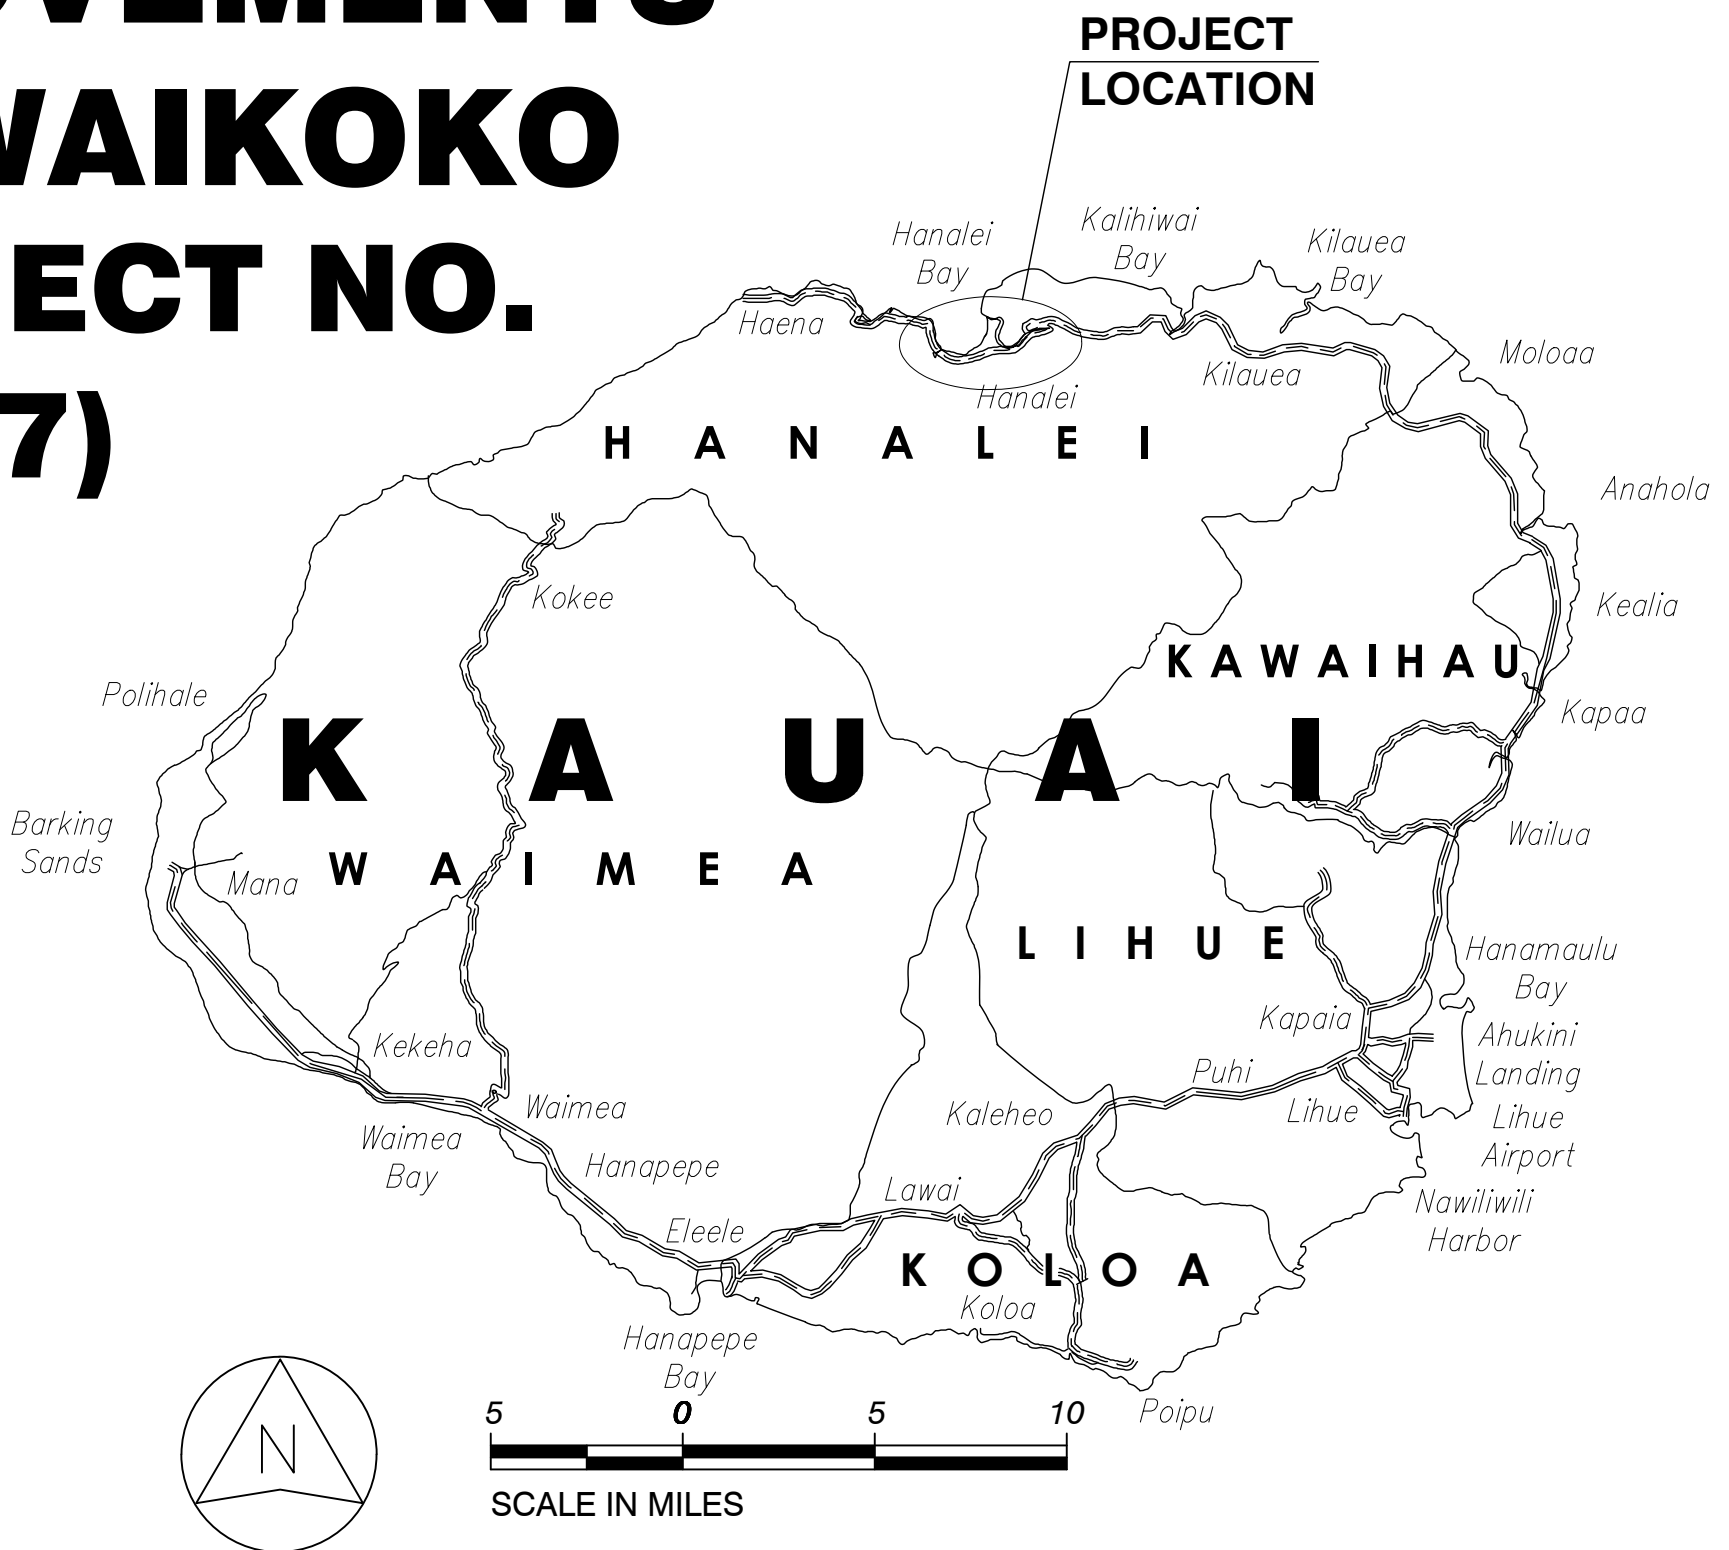 PROJECT
LOCATION
WAIKOKO
ECT NO.
7)
Hanalei
Bay
Kalihiwai
Bay
Kilauea
Bay
Haena
Hanalei
Kilauea
Moloaa
H A N A L E I
Anahola
Kokee
Kealia
K A W A I H A U
Polihale
Kapaa
K A U A I
Barking
Sands
Mana
W A I M E A
Wailua
L I H U E
Hanamaulu
Bay
Kapaia
Ahukini
Landing
Kekeha
Puhi
Waimea
Kaleheo
Lihue
Lihue
Airport
Waimea
Bay
Hanapepe
Lawai
Nawiliwili
Harbor
Eleele
K O L O A
Koloa
Hanapepe
Bay
Poipu
N
5 0 5 10
SCALE IN MILES